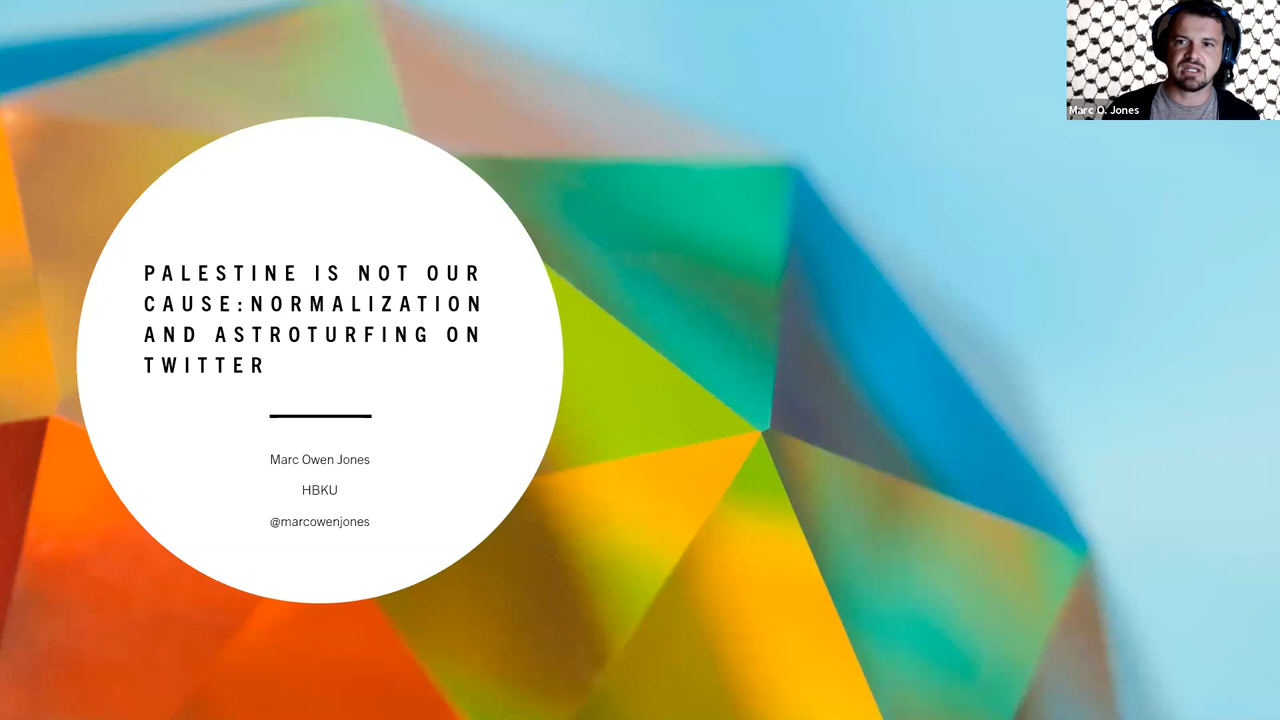 Marc O. Jones
PALESTINE IS NOT OUR
CAUSE:NORMALIZATION
AND ASTROTURFING ON
TWITTER
Marc Owen Jones
HBKU
@marcowenjones